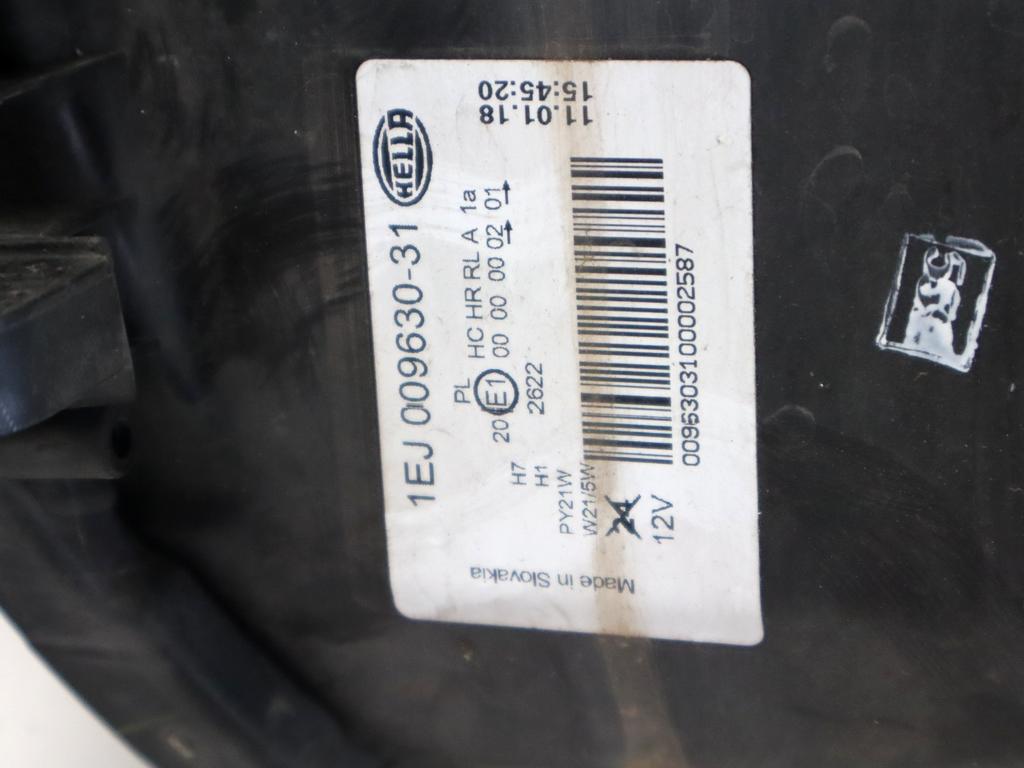 HELLA
1EJ 009630-31
PL
20 E1 HC HR RL A 1a
00 00 00 02 01
2622
H7
H1
PY21W
W21/5W
24
12V
00963031000002587
11.01.18
15:45:20
Made in Slovakia